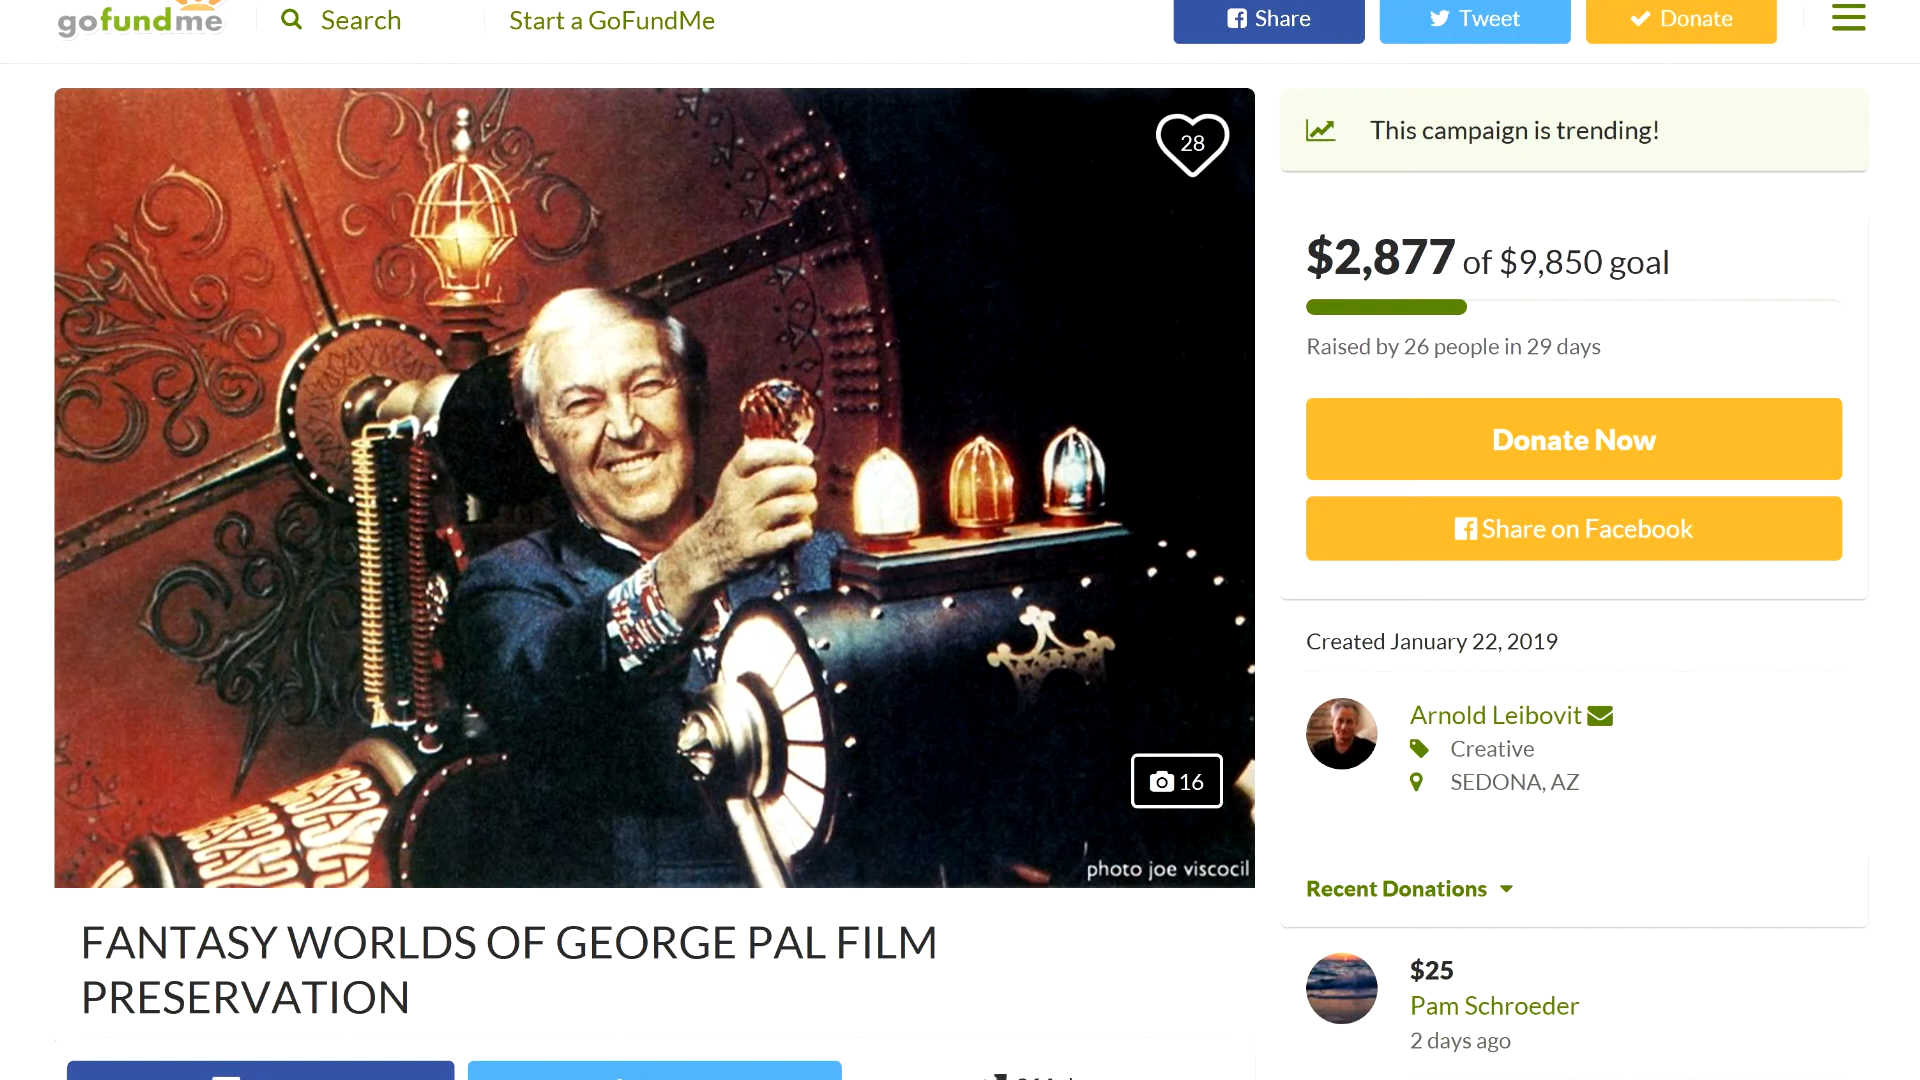 gofundme
Search
Start a GoFundMe
Share
Tweet
Donate
28
16
photo joe viscocil
FANTASY WORLDS OF GEORGE PAL FILM
PRESERVATION
This campaign is trending!
$2,877 of $9,850 goal
Raised by 26 people in 29 days
Donate Now
Share on Facebook
Created January 22, 2019
Arnold Leibovit
Creative
SEDONA, AZ
Recent Donations
$25
Pam Schroeder
2 days ago